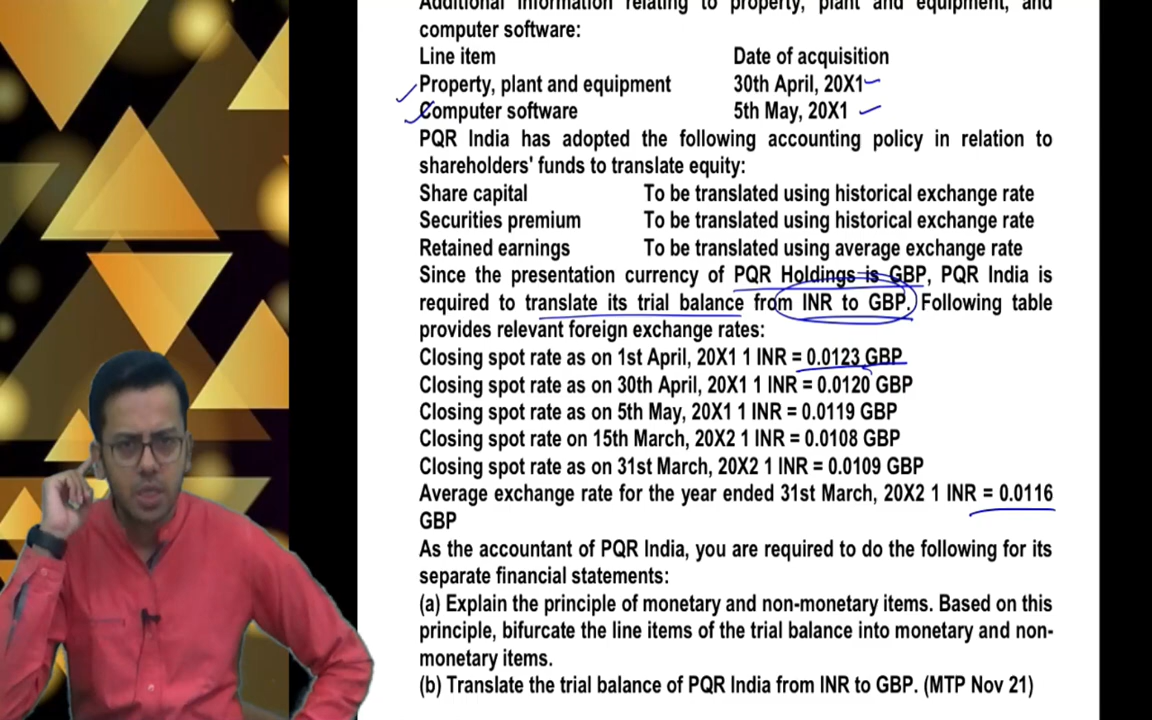 Additional information relating to property, plant and equipment, and
computer software:
Line item Date of acquisition
Property, plant and equipment 30th April, 20X1
Computer software 5th May, 20X1
PQR India has adopted the following accounting policy in relation to
shareholders' funds to translate equity:
Share capital To be translated using historical exchange rate
Securities premium To be translated using historical exchange rate
Retained earnings To be translated using average exchange rate
Since the presentation currency of PQR Holdings is GBP, PQR India is
required to translate its trial balance from INR to GBP. Following table
provides relevant foreign exchange rates:
Closing spot rate as on 1st April, 20X1 1 INR = 0.0123 GBP
Closing spot rate as on 30th April, 20X1 1 INR = 0.0120 GBP
Closing spot rate as on 5th May, 20X1 1 INR = 0.0119 GBP
Closing spot rate on 15th March, 20X2 1 INR = 0.0108 GBP
Closing spot rate as on 31st March, 20X2 1 INR = 0.0109 GBP
Average exchange rate for the year ended 31st March, 20X2 1 INR = 0.0116
GBP
As the accountant of PQR India, you are required to do the following for its
separate financial statements:
(a) Explain the principle of monetary and non-monetary items. Based on this
principle, bifurcate the line items of the trial balance into monetary and non-
monetary items.
(b) Translate the trial balance of PQR India from INR to GBP. (MTP Nov 21)